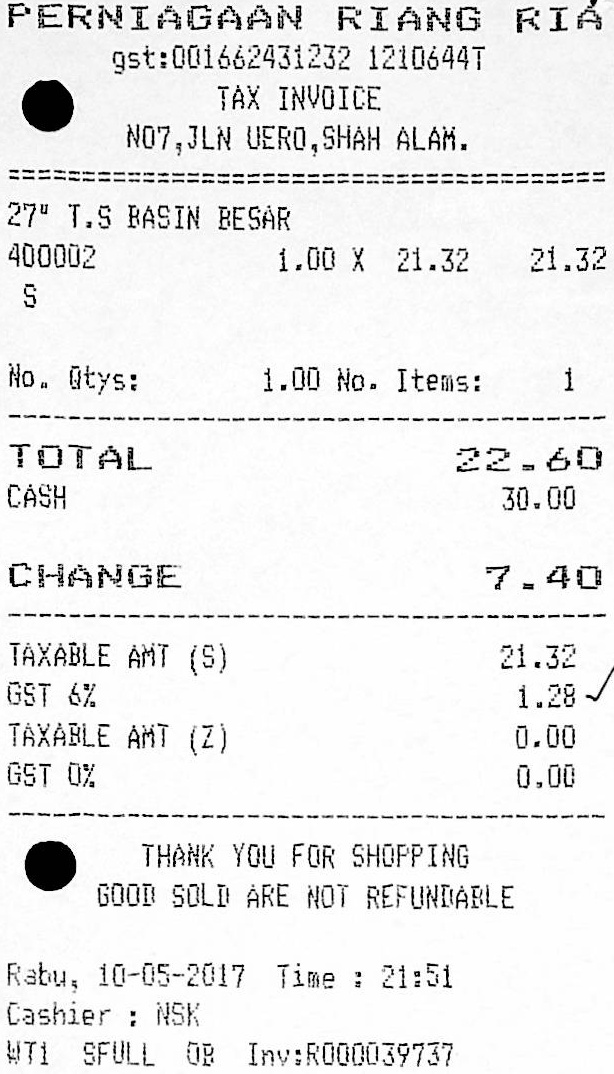 PERNIAGAAN RIANG RIA
gst:001662431232 1210644T
TAX INVOICE
NO7,JLN UERO,SHAH ALAM.
27" T.S BASIN BESAR
400002 1.00 X 21.32 21.32
S
No. Qtys: 1.00 No. Items: 1
TOTAL 22.60
CASH 30.00
CHANGE 7.40
TAXABLE AMT (S) 21.32
GST 6% 1.28
TAXABLE AMT (Z) 0.00
GST 0% 0.00
THANK YOU FOR SHOPPING
GOOD SOLD ARE NOT REFUNDABLE
Rabu, 10-05-2017 Time : 21:51
Cashier : NSK
WT1 SFULL OB Inv:R000039737